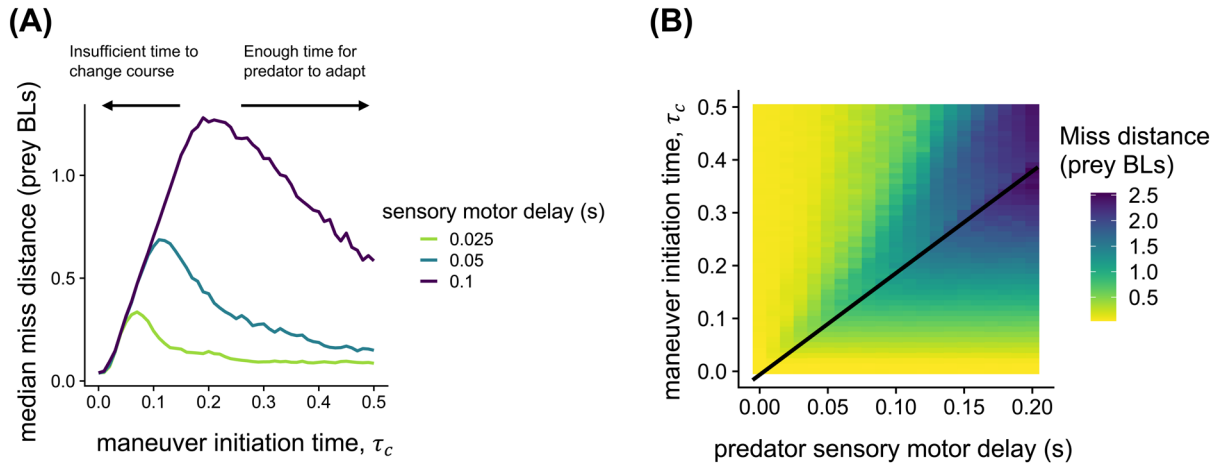 (A)
Insufficient time to
change course
Enough time for
predator to adapt
median miss distance (prey BLs)
1.0
0.5
0.0
0.0 0.1 0.2 0.3 0.4 0.5
maneuver initiation time, τc
sensory motor delay (s)
0.025
0.05
0.1
(B)
maneuver initiation time, τc
0.5
0.4
0.3
0.2
0.1
0.0
0.00 0.05 0.10 0.15 0.20
predator sensory motor delay (s)
Miss distance
(prey BLs)
2.5
2.0
1.5
1.0
0.5